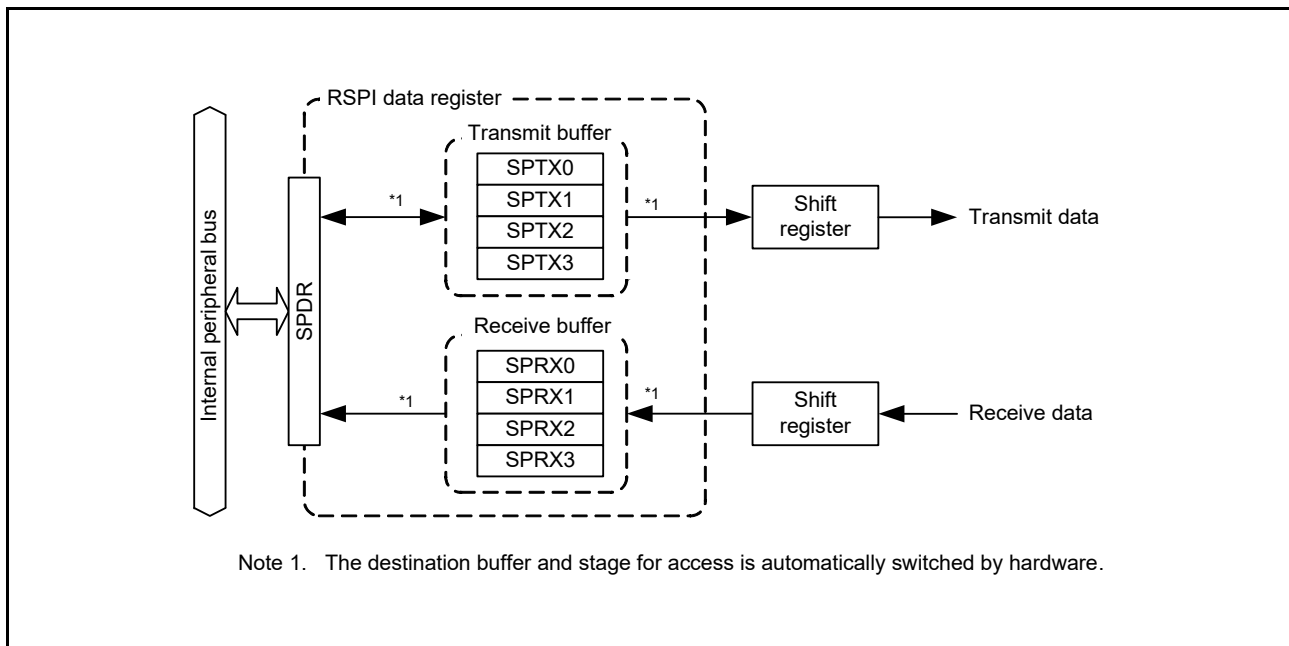 RSPI data register
Transmit buffer
SPTX0
SPTX1
SPTX2
SPTX3
*1
*1
Shift
register
Transmit data
Internal peripheral bus
SPDR
Receive buffer
SPRX0
SPRX1
SPRX2
SPRX3
*1
*1
Shift
register
Receive data
Note 1. The destination buffer and stage for access is automatically switched by hardware.